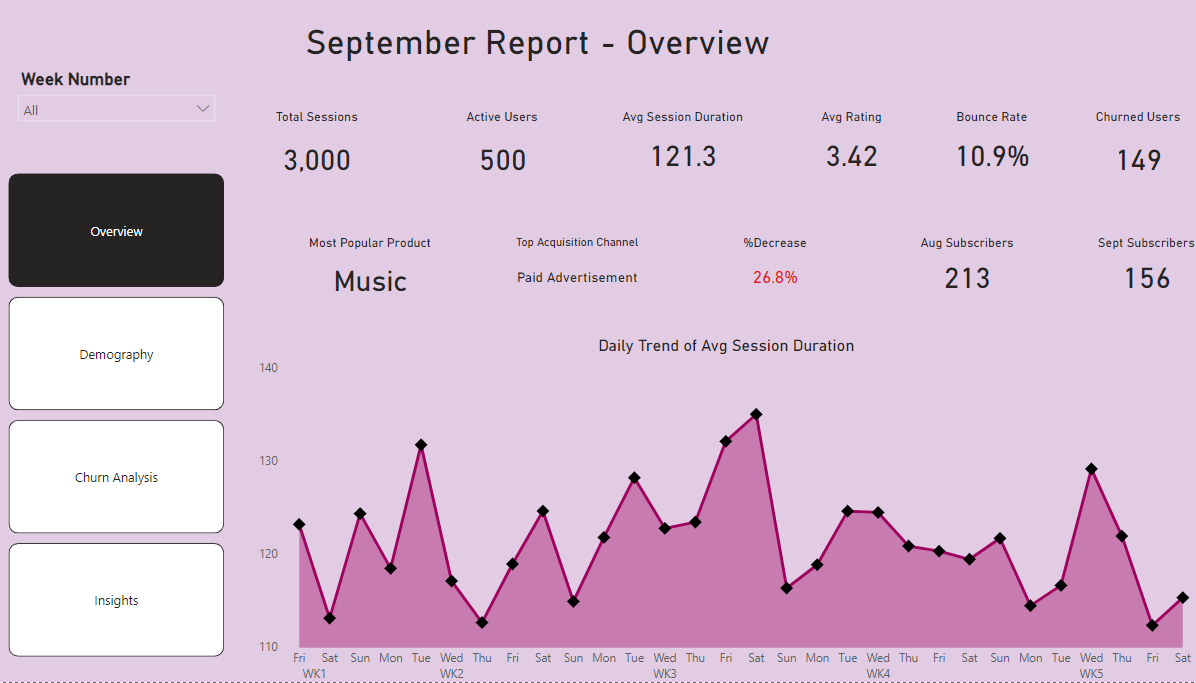 September Report - Overview
Week Number
All
Total Sessions
3,000
Active Users
500
Avg Session Duration
121.3
Avg Rating
3.42
Bounce Rate
10.9%
Churned Users
149
Overview
Most Popular Product
Music
Top Acquisition Channel
Paid Advertisement
%Decrease
26.8%
Aug Subscribers
213
Sept Subscribers
156
Demography
Churn Analysis
Insights
Daily Trend of Avg Session Duration
140
130
120
110
Fri Sat Sun Mon Tue Wed Thu Fri Sat Sun Mon Tue Wed Thu Fri Sat Sun Mon Tue Wed Thu Fri Sat Sun Mon Tue Wed Thu Fri Sat
WK1 WK2 WK3 WK4 WK5